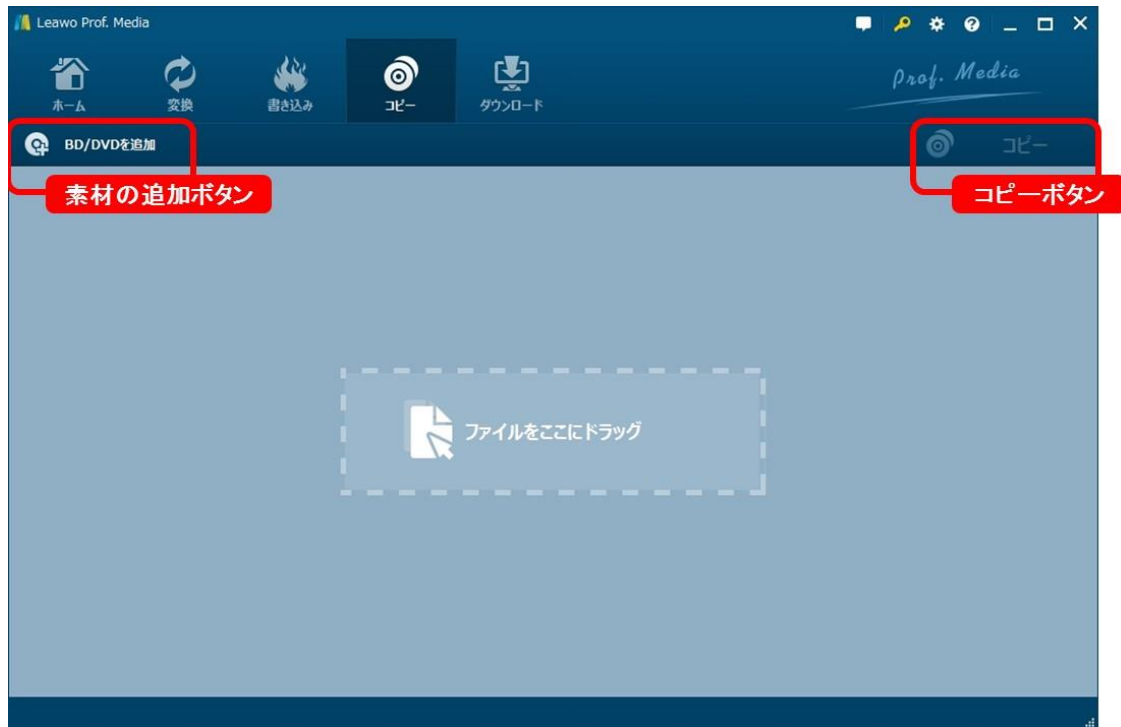 Leawo Prof. Media
Prof. Media
ホーム
変換
書き込み
コピー
ダウンロード
BD/DVDを追加
コピー
素材の追加ボタン
コピーボタン
ファイルをここにドラッグ